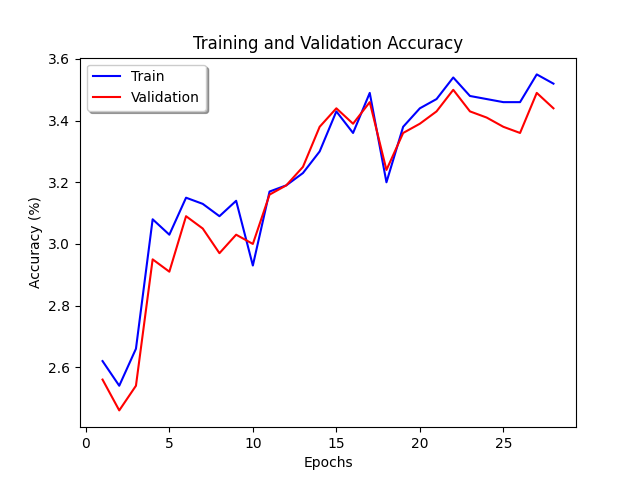 Training and Validation Accuracy
Train
Validation
Accuracy (%)
3.6
3.4
3.2
3.0
2.8
2.6
0 5 10 15 20 25
Epochs